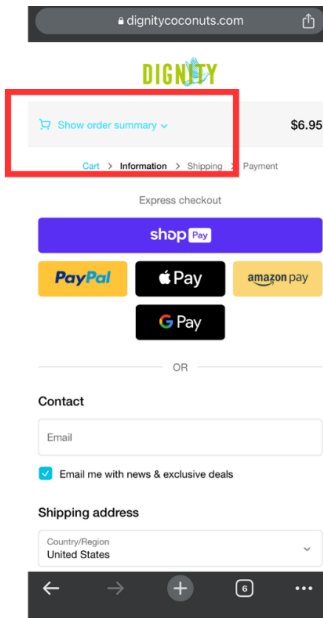 dignitycoconuts.com
DIGNITY
Show order summary
$6.95
Cart > Information > Shipping > Payment
Express checkout
shop Pay
PayPal
Pay
amazon pay
G Pay
OR
Contact
Email
Email me with news & exclusive deals
Shipping address
Country/Region
United States
6